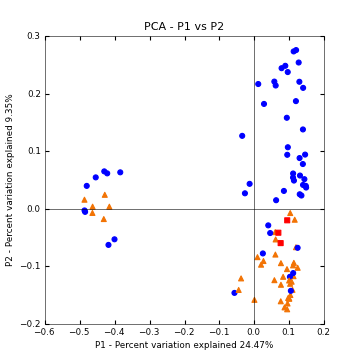 PCA - P1 vs P2
0.3
0.2
0.1
0.0
−0.1
−0.2
P2 - Percent variation explained 9.35%
−0.6 −0.5 −0.4 −0.3 −0.2 −0.1 0.0 0.1 0.2
P1 - Percent variation explained 24.47%